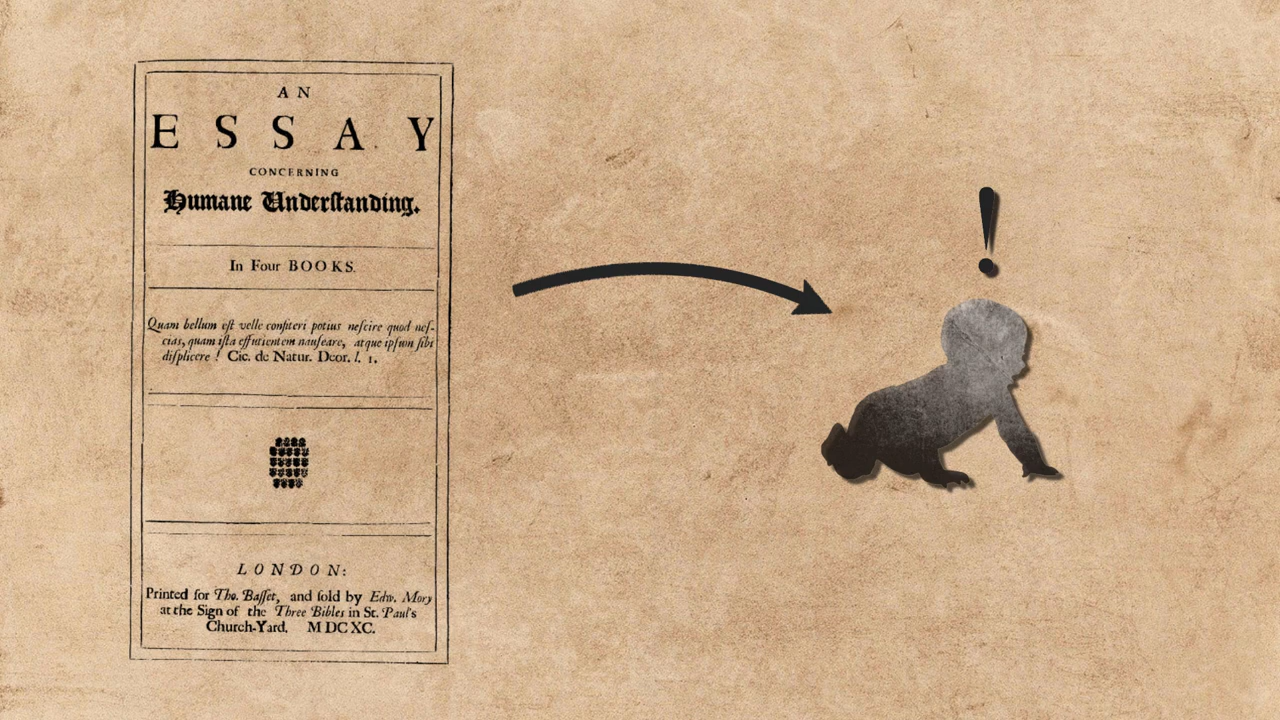 AN
ESSAY
CONCERNING
Humane Underſtanding.
In Four BOOKS.
Quam bellum eſt velle confiteri potius neſcire quod neſ-
cias, quam iſta effutientem nauſeare, atque ipſum ſibi
diſplicere! Cic. de Natur. Deor. l. 1.
LONDON:
Printed for Tho. Baſſet, and ſold by Edw. Mory
at the Sign of the Three Bibles in St. Paul's
Church-Yard. MDCXC.
!